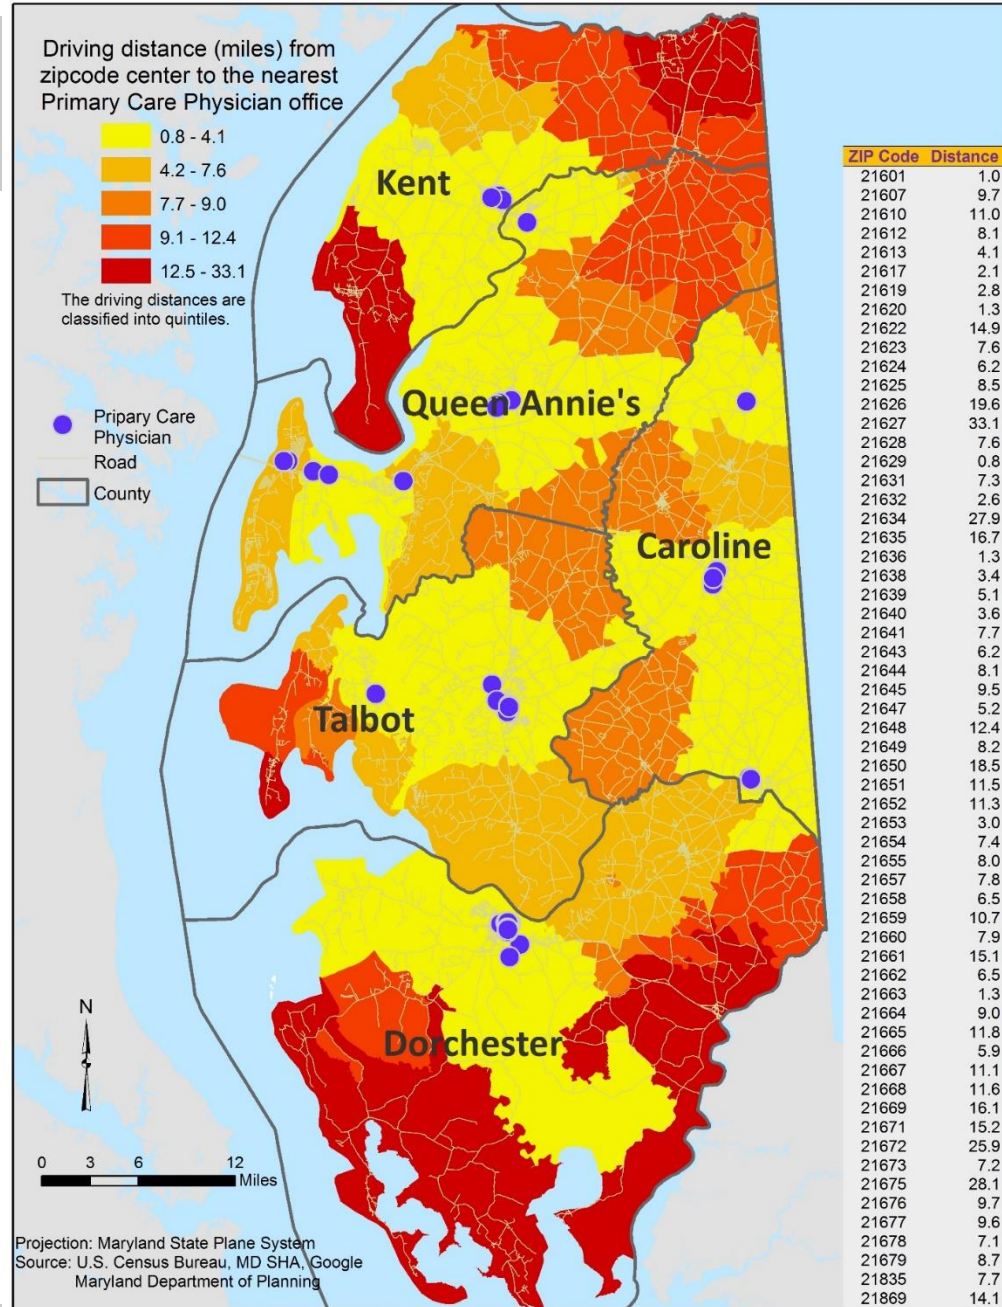 Driving distance (miles) from
zipcode center to the nearest
Primary Care Physician office
0.8 - 4.1
4.2 - 7.6
7.7 - 9.0
9.1 - 12.4
12.5 - 33.1
The driving distances are
classified into quintiles.
Pripary Care
Physician
Road
County
Kent
Queen Annie's
Caroline
Talbot
Dorchester
N
0 3 6 12
Miles
Projection: Maryland State Plane System
Source: U.S. Census Bureau, MD SHA, Google
Maryland Department of Planning
ZIP Code Distance
21601 1.0
21607 9.7
21610 11.0
21612 8.1
21613 4.1
21617 2.1
21619 2.8
21620 1.3
21622 14.9
21623 7.6
21624 6.2
21625 8.5
21626 19.6
21627 33.1
21628 7.6
21629 0.8
21631 7.3
21632 2.6
21634 27.9
21635 16.7
21636 1.3
21638 3.4
21639 5.1
21640 3.6
21641 7.7
21643 6.2
21644 8.1
21645 9.5
21647 5.2
21648 12.4
21649 8.2
21650 18.5
21651 11.5
21652 11.3
21653 3.0
21654 7.4
21655 8.0
21657 7.8
21658 6.5
21659 10.7
21660 7.9
21661 15.1
21662 6.5
21663 1.3
21664 9.0
21665 11.8
21666 5.9
21667 11.1
21668 11.6
21669 16.1
21671 15.2
21672 25.9
21673 7.2
21675 28.1
21676 9.7
21677 9.6
21678 7.1
21679 8.7
21835 7.7
21869 14.1